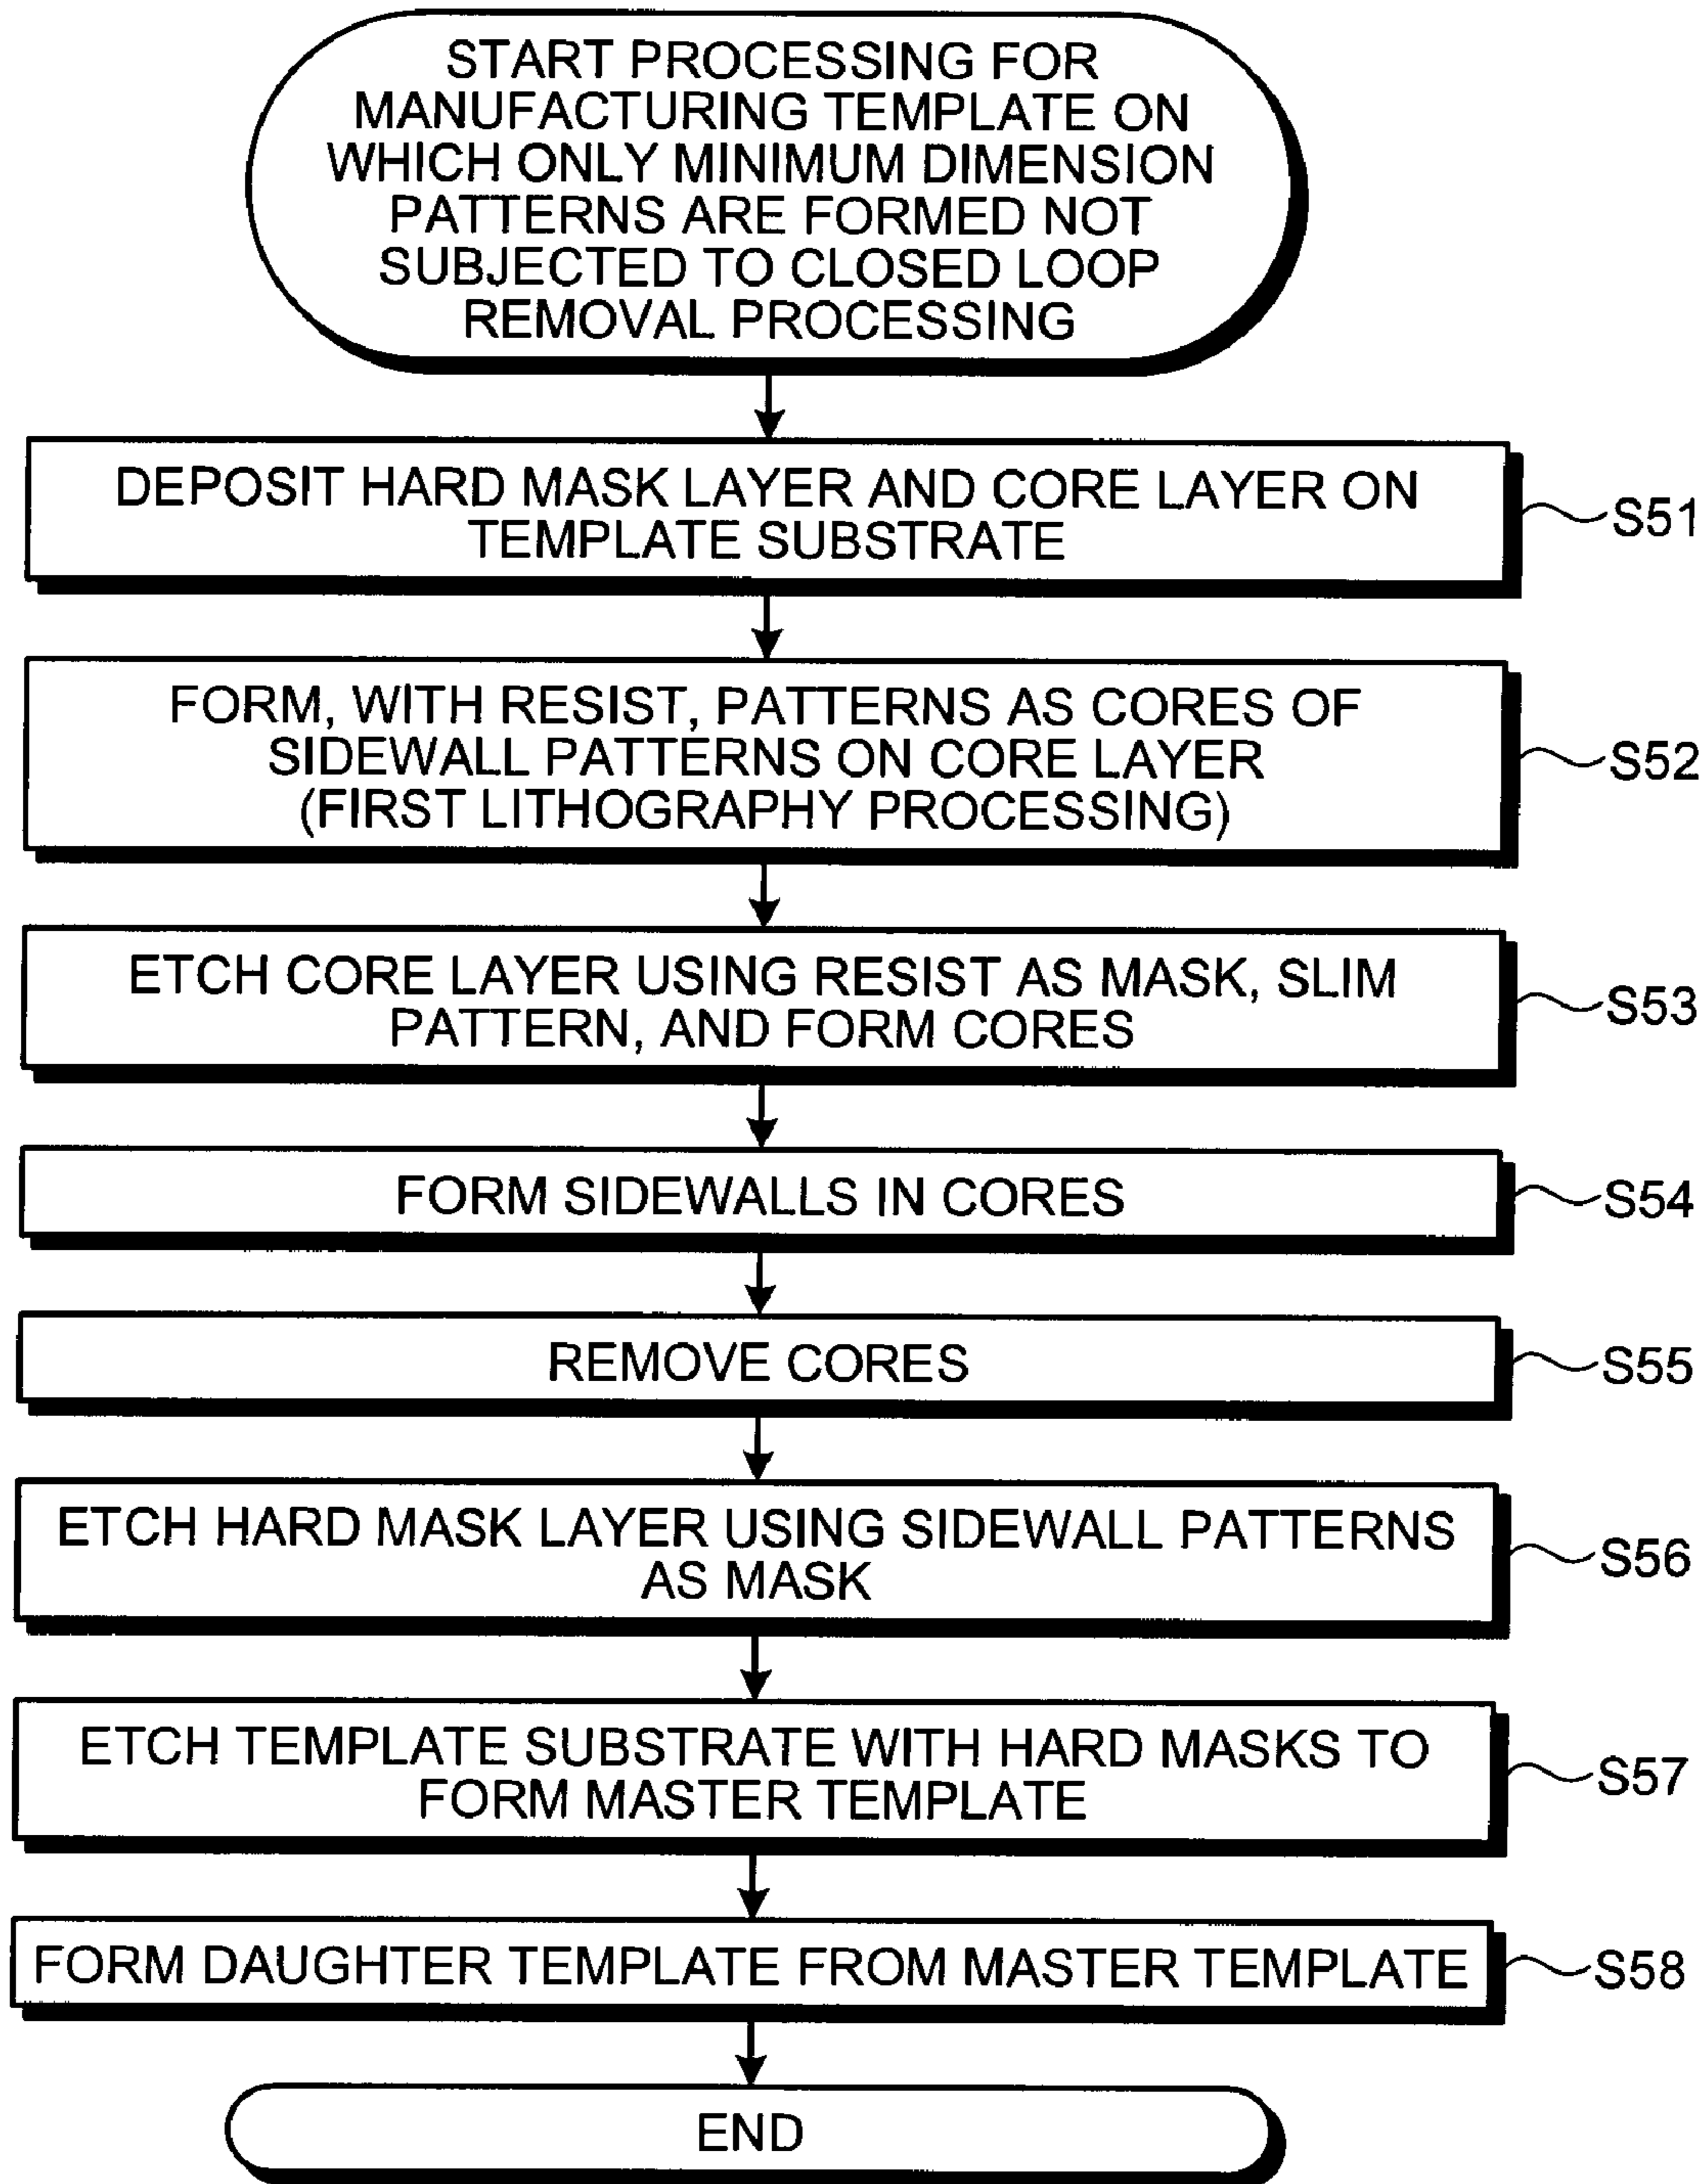 START PROCESSING FOR
MANUFACTURING TEMPLATE ON
WHICH ONLY MINIMUM DIMENSION
PATTERNS ARE FORMED NOT
SUBJECTED TO CLOSED LOOP
REMOVAL PROCESSING
DEPOSIT HARD MASK LAYER AND CORE LAYER ON
TEMPLATE SUBSTRATE
S51
FORM, WITH RESIST, PATTERNS AS CORES OF
SIDEWALL PATTERNS ON CORE LAYER
(FIRST LITHOGRAPHY PROCESSING)
S52
ETCH CORE LAYER USING RESIST AS MASK, SLIM
PATTERN, AND FORM CORES
S53
FORM SIDEWALLS IN CORES
S54
REMOVE CORES
S55
ETCH HARD MASK LAYER USING SIDEWALL PATTERNS
AS MASK
S56
ETCH TEMPLATE SUBSTRATE WITH HARD MASKS TO
FORM MASTER TEMPLATE
S57
FORM DAUGHTER TEMPLATE FROM MASTER TEMPLATE
S58
END